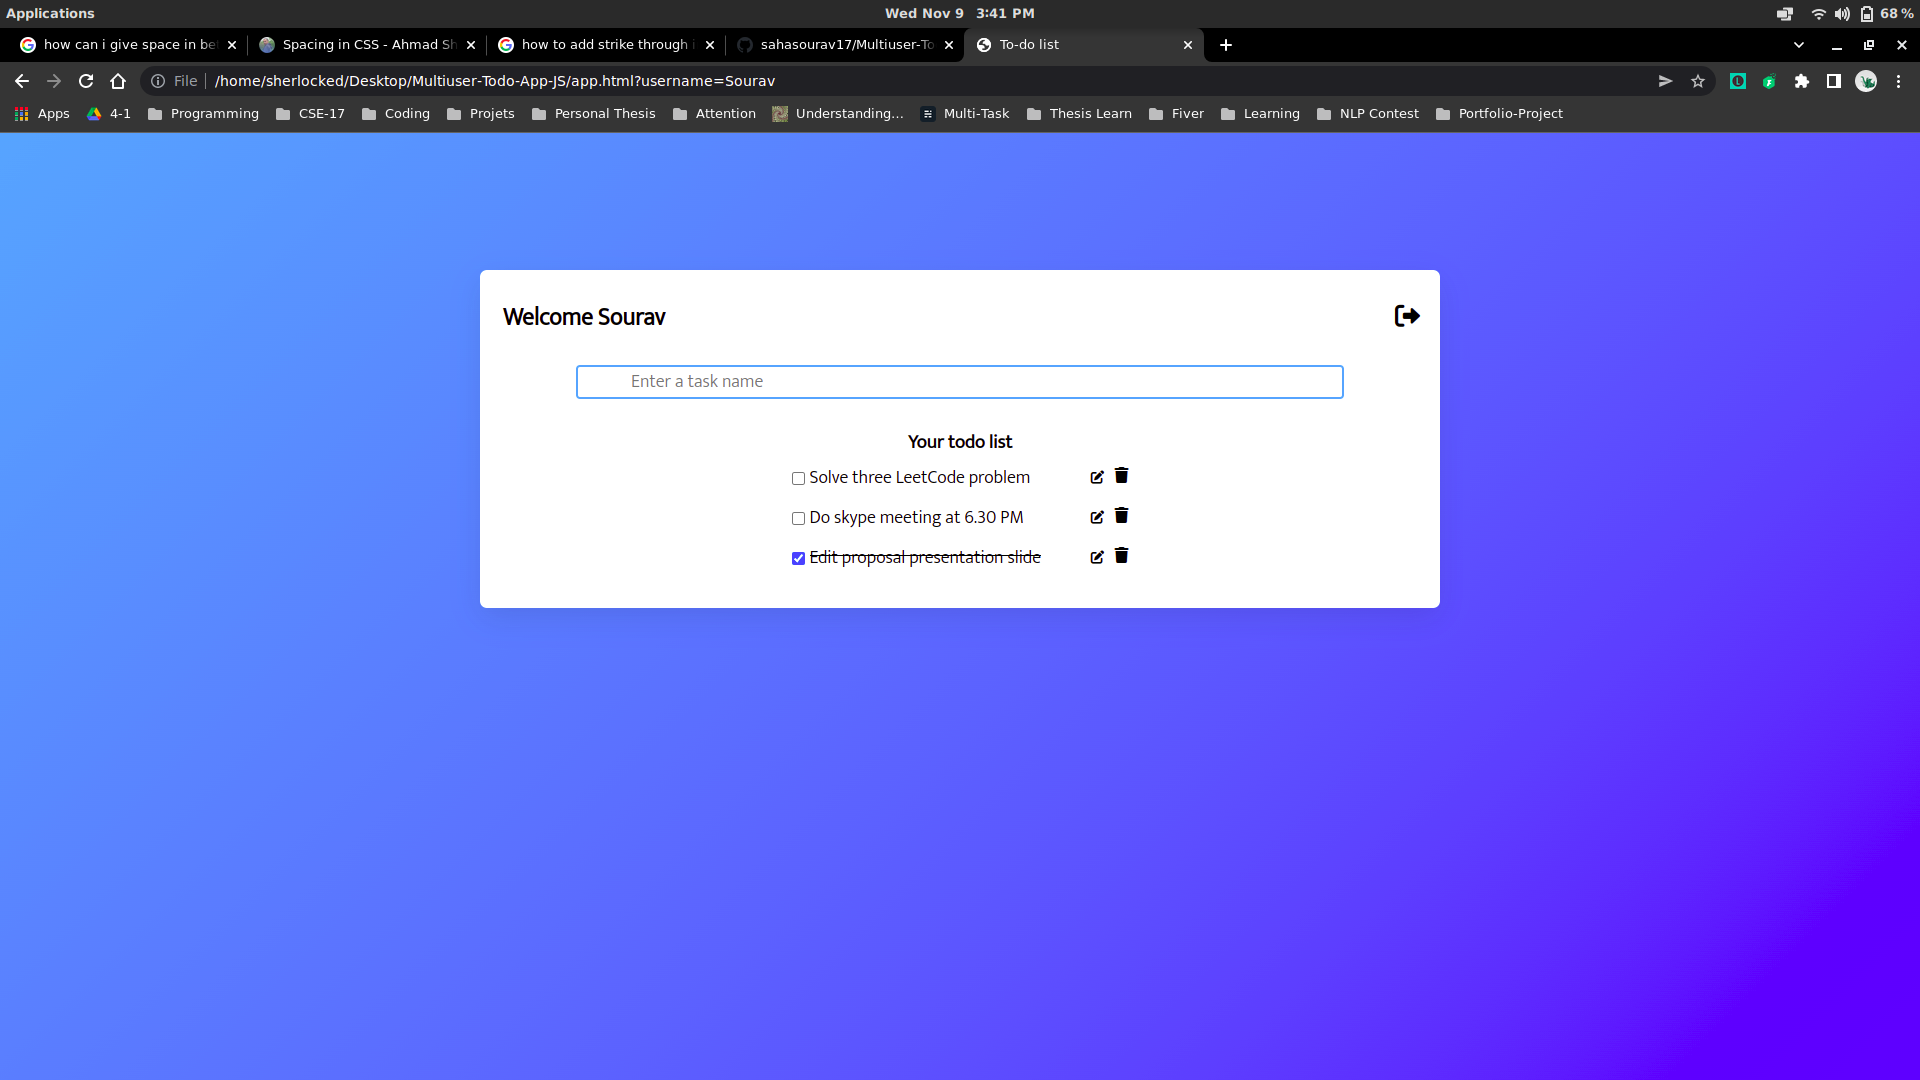 Applications
Wed Nov 9 3:41 PM
68 %
how can i give space in be
Spacing in CSS - Ahmad Sh
how to add strike through i
sahasourav17/Multiuser-To
To-do list
File
/home/sherlocked/Desktop/Multiuser-Todo-App-JS/app.html?username=Sourav
Apps
4-1
Programming
CSE-17
Coding
Projets
Personal Thesis
Attention
Understanding...
Multi-Task
Thesis Learn
Fiver
Learning
NLP Contest
Portfolio-Project
Welcome Sourav
Enter a task name
Your todo list
Solve three LeetCode problem
Do skype meeting at 6.30 PM
Edit proposal presentation slide